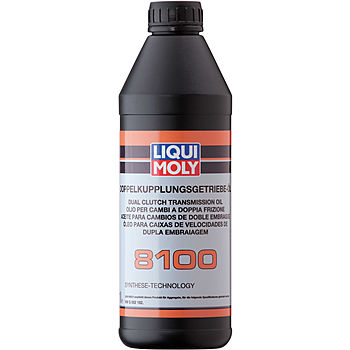 LIQUI
MOLY
DOPPELKUPPLUNGSGETRIEBE-ÖL
DUAL CLUTCH TRANSMISSION OIL
OLIO PER CAMBI A DOPPIA FRIZIONE
ACEITE PARA CAMBIOS DE DOBLE EMBRAGUE
ÓLEO PARA CAIXAS DE VELOCIDADES DE
DUPLA EMBRAIAGEM
8100
SYNTHESE-TECHNOLOGY